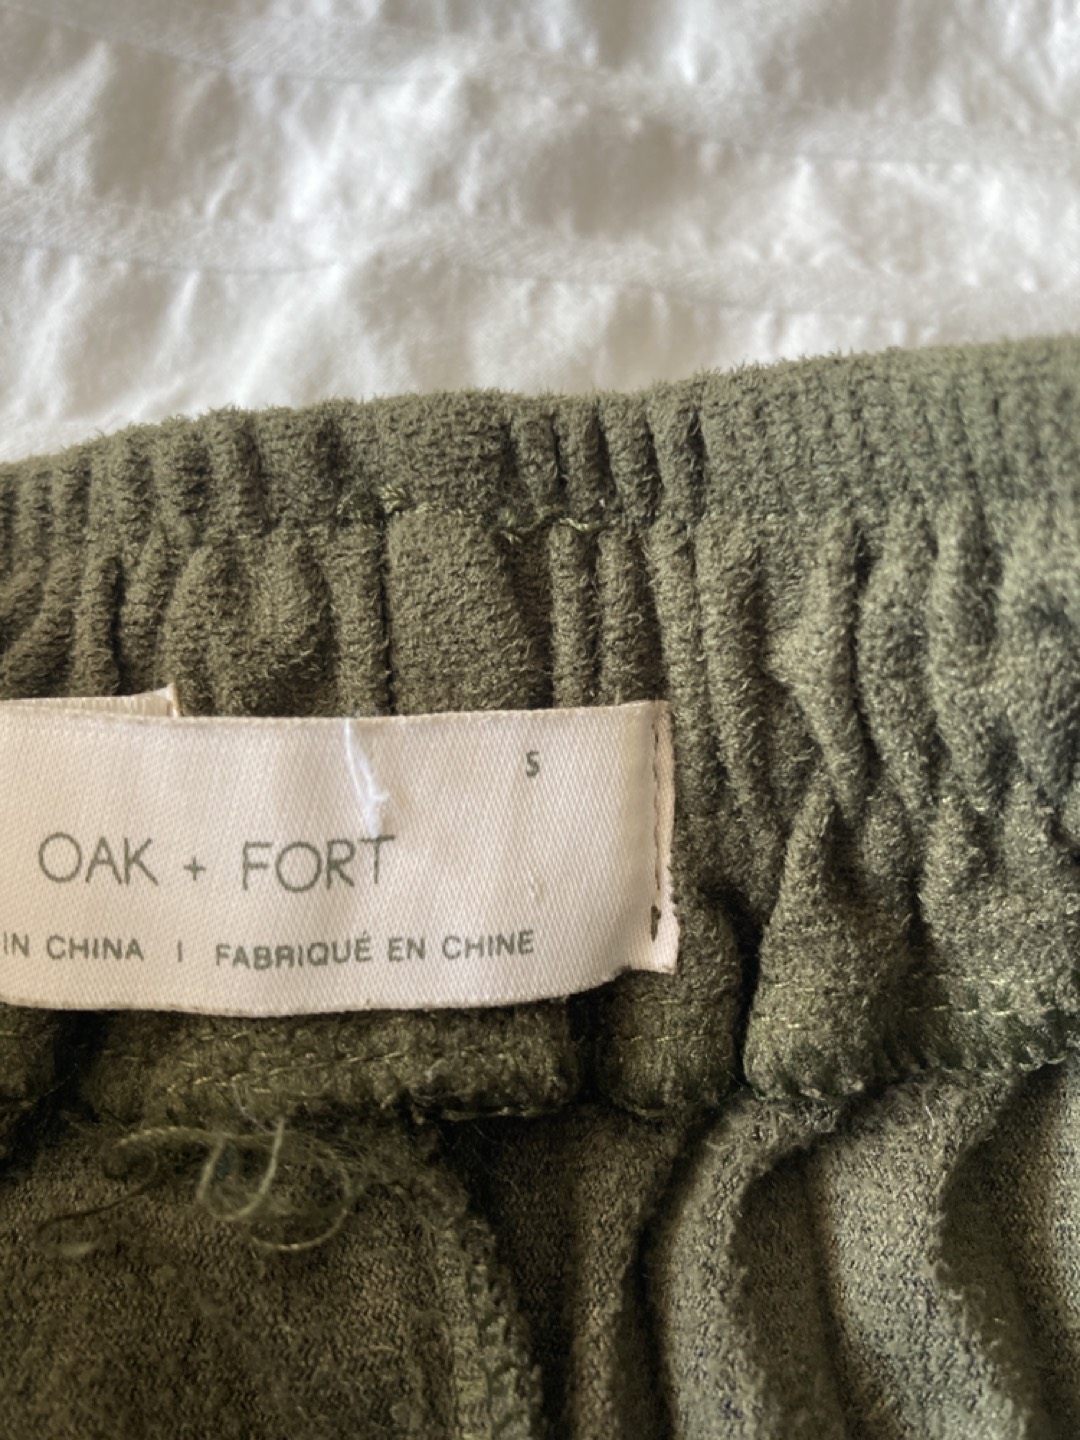 S
OAK + FORT
IN CHINA | FABRIQUÉ EN CHINE